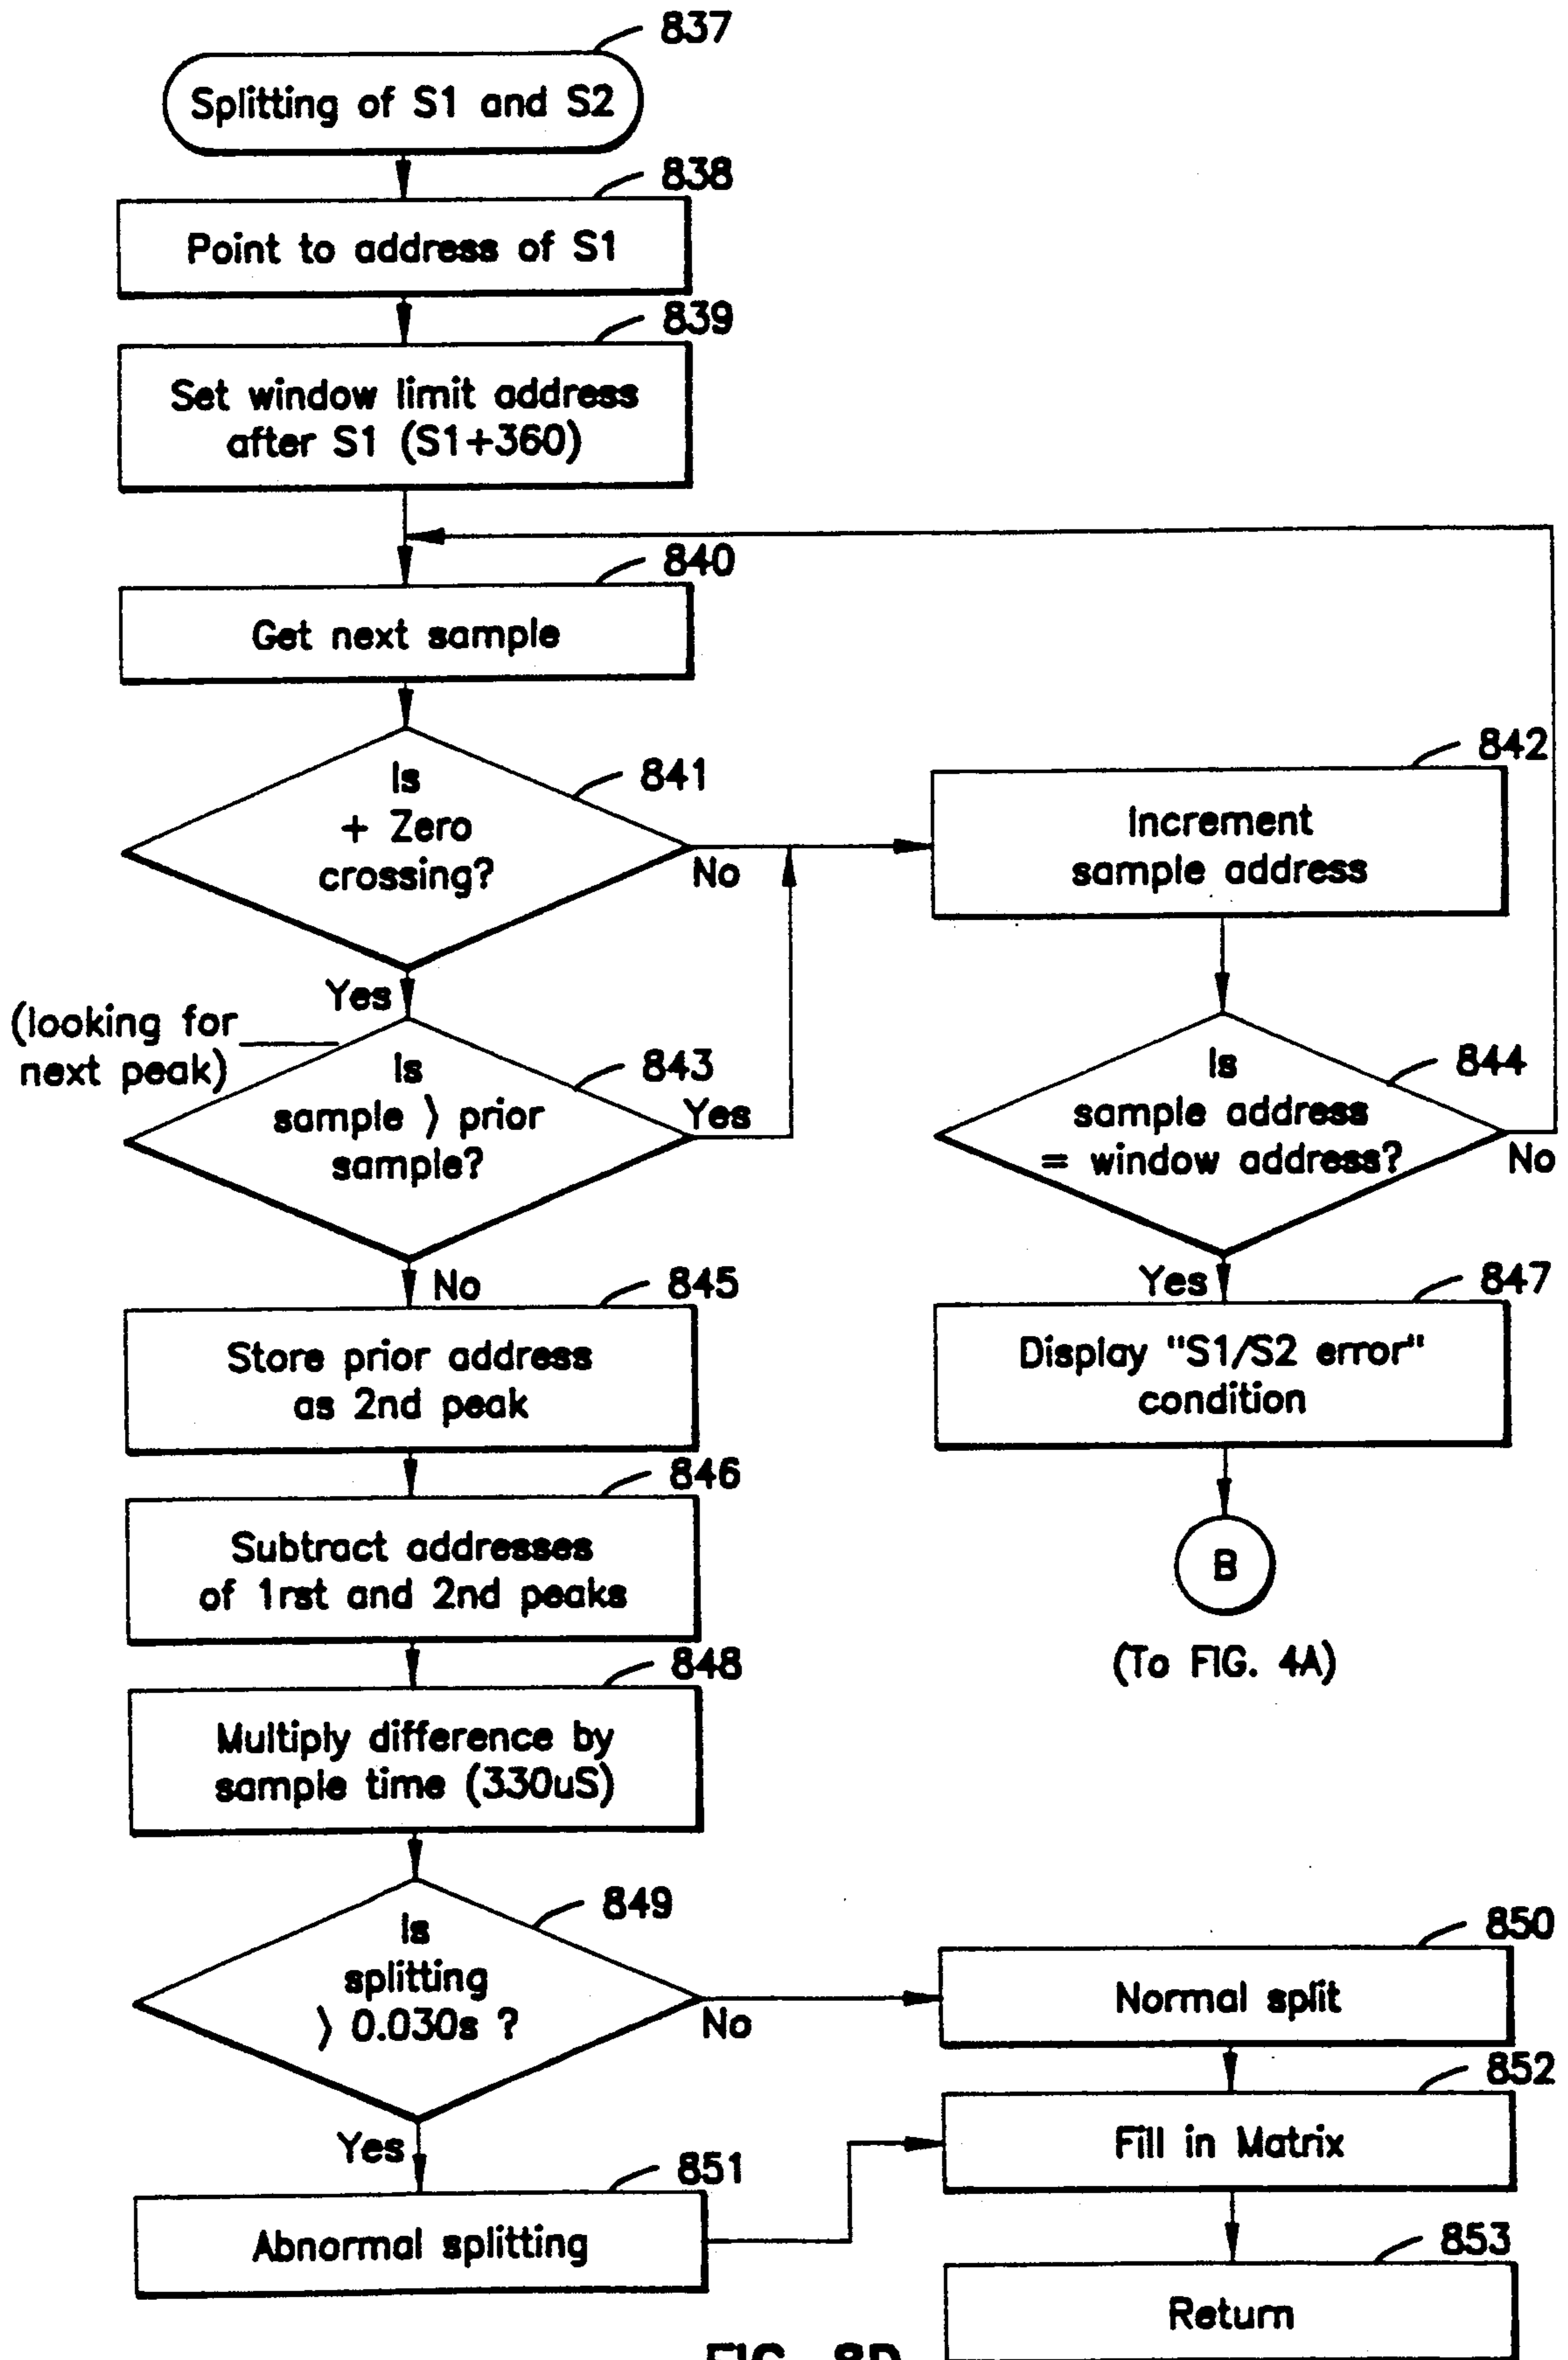 837
Splitting of S1 and S2
838
Point to address of S1
839
Set window limit address
after S1 (S1+360)
840
Get next sample
841
Is
+ Zero
crossing?
No
842
Increment
sample address
Yes
(looking for
next peak)
843
Is
sample > prior
sample?
Yes
844
Is
sample address
= window address?
No
No
845
Store prior address
as 2nd peak
Yes
847
Display "S1/S2 error"
condition
846
Subtract addresses
of 1rst and 2nd peaks
B
(To FIG. 4A)
848
Multiply difference by
sample time (330uS)
849
Is
splitting
> 0.030s ?
No
850
Normal split
852
Fill in Matrix
Yes
851
Abnormal splitting
853
Return
FIG. 8D